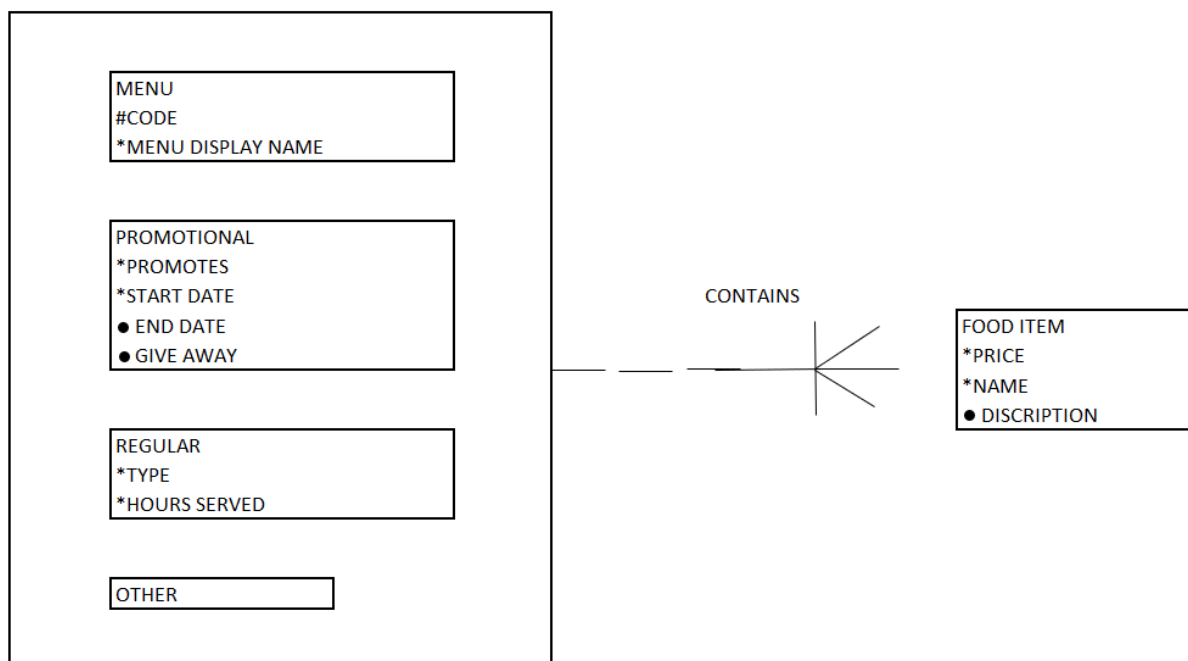 MENU
#CODE
*MENU DISPLAY NAME
PROMOTIONAL
*PROMOTES
*START DATE
● END DATE
● GIVE AWAY
REGULAR
*TYPE
*HOURS SERVED
OTHER
CONTAINS
FOOD ITEM
*PRICE
*NAME
● DISCRIPTION